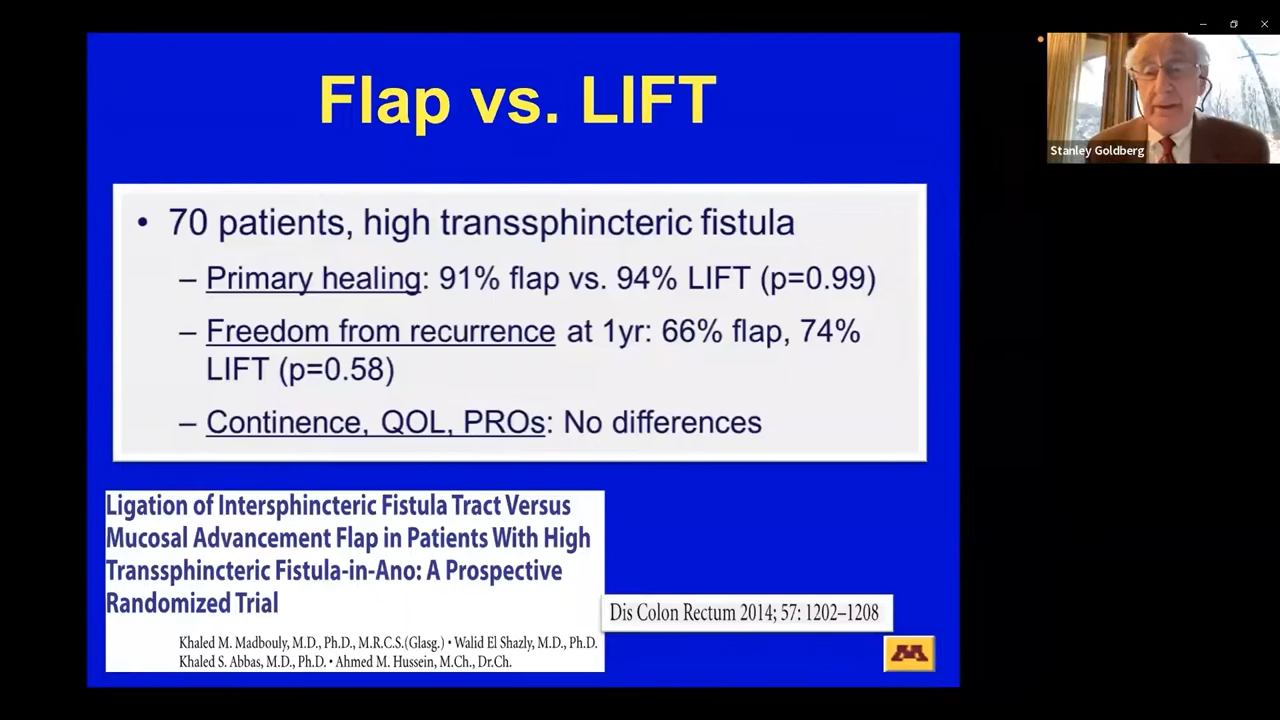 Flap vs. LIFT
• 70 patients, high transsphincteric fistula
– Primary healing: 91% flap vs. 94% LIFT (p=0.99)
– Freedom from recurrence at 1yr: 66% flap, 74%
LIFT (p=0.58)
– Continence, QOL, PROs: No differences
Ligation of Intersphincteric Fistula Tract Versus
Mucosal Advancement Flap in Patients With High
Transsphincteric Fistula-in-Ano: A Prospective
Randomized Trial
Khaled M. Madbouly, M.D., Ph.D., M.R.C.S.(Glasg.) • Walid El Shazly, M.D., Ph.D.
Khaled S. Abbas, M.D., Ph.D. • Ahmed M. Hussein, M.Ch., Dr.Ch.
Dis Colon Rectum 2014; 57: 1202–1208
M
Stanley Goldberg